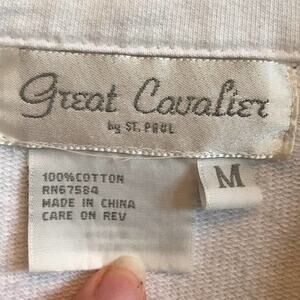 great Cavalier
by ST. PAUL
100%COTTON
RN67584
MADE IN CHINA
CARE ON REV
M